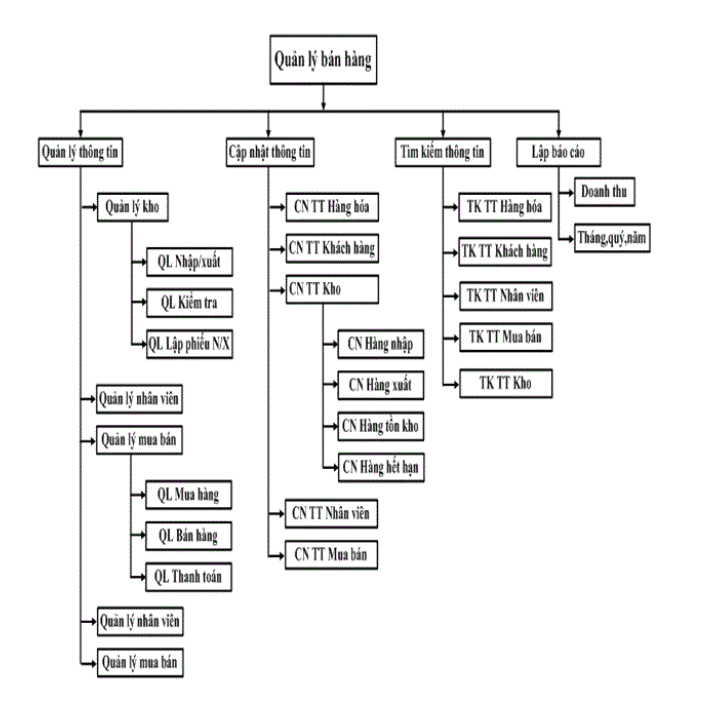 Quản lý bán hàng
Quản lý thông tin
Quản lý kho
QL Nhập/xuất
QL Kiểm tra
QL Lập phiếu N/X
Quản lý nhân viên
Quản lý mua bán
QL Mua hàng
QL Bán hàng
QL Thanh toán
Quản lý nhân viên
Quản lý mua bán
Cập nhật thông tin
CN TT Hàng hóa
CN TT Khách hàng
CN TT Kho
CN Hàng nhập
CN Hàng xuất
CN Hàng tồn kho
CN Hàng hết hạn
CN TT Nhân viên
CN TT Mua bán
Tìm kiếm thông tin
TK TT Hàng hóa
TK TT Khách hàng
TK TT Nhân viên
TK TT Mua bán
TK TT Kho
Lập báo cáo
Doanh thu
Tháng,quý,năm